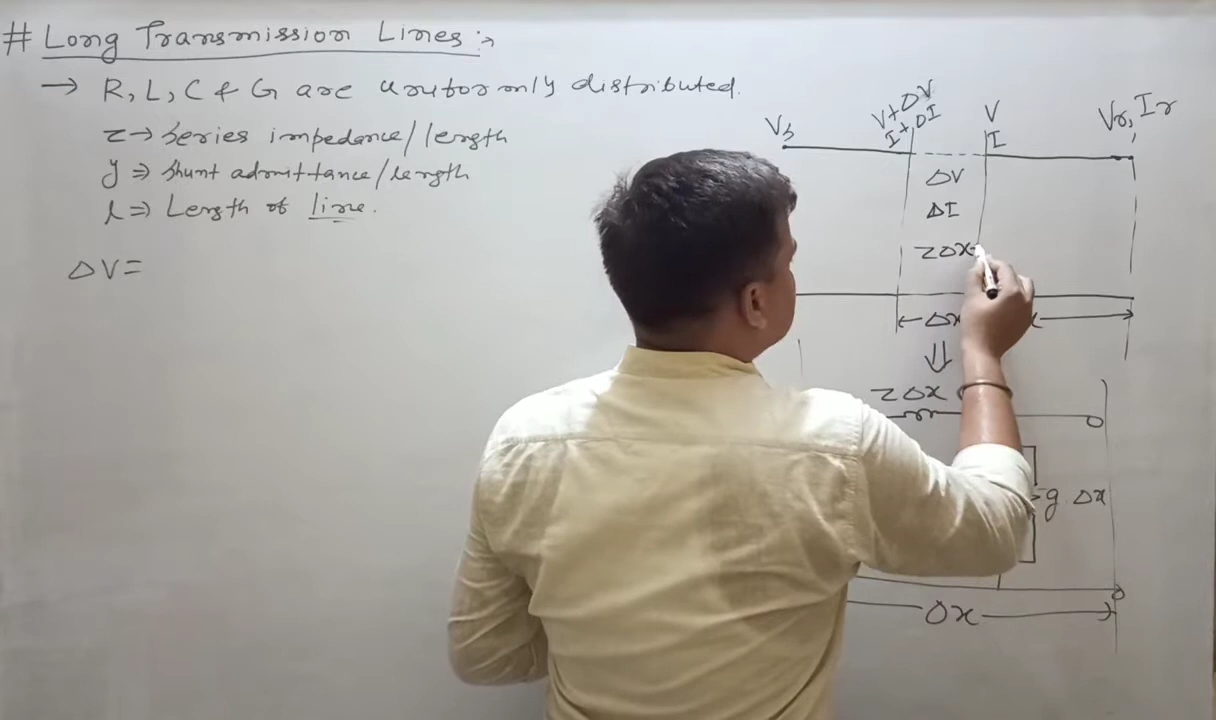 # Long Transmission Lines :→
→ R, L, C & G are uniformly distributed.
z → Series impedance/length
y ⇒ Shunt admittance/length
l ⇒ Length of line.
ΔV =
Vs
V+ΔV
I+ΔI
V
I
Vr, Ir
ΔV
ΔI
zΔx
Δx
⇓
zΔx
y Δx
Δx